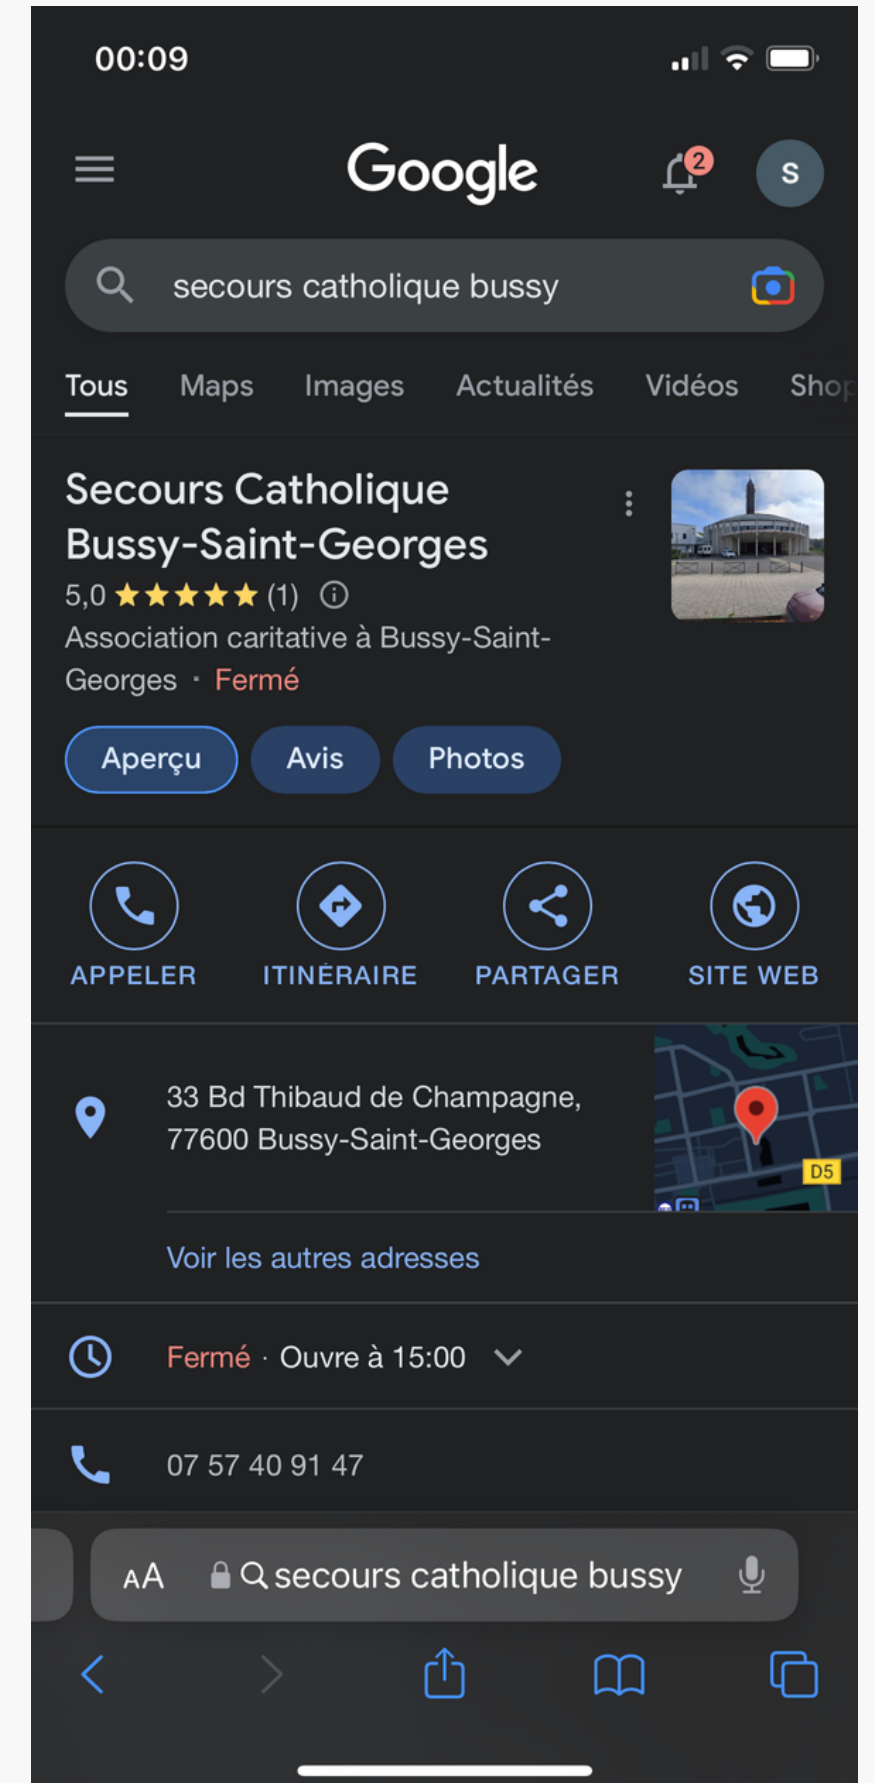 00:09
Google
2
S
secours catholique bussy
Tous Maps Images Actualités Vidéos Shop
Secours Catholique
Bussy-Saint-Georges
5,0 ★★★★★ (1)
Association caritative à Bussy-Saint-
Georges · Fermé
Aperçu Avis Photos
APPELER ITINÉRAIRE PARTAGER SITE WEB
33 Bd Thibaud de Champagne,
77600 Bussy-Saint-Georges
D5
Voir les autres adresses
Fermé · Ouvre à 15:00
07 57 40 91 47
AA secours catholique bussy